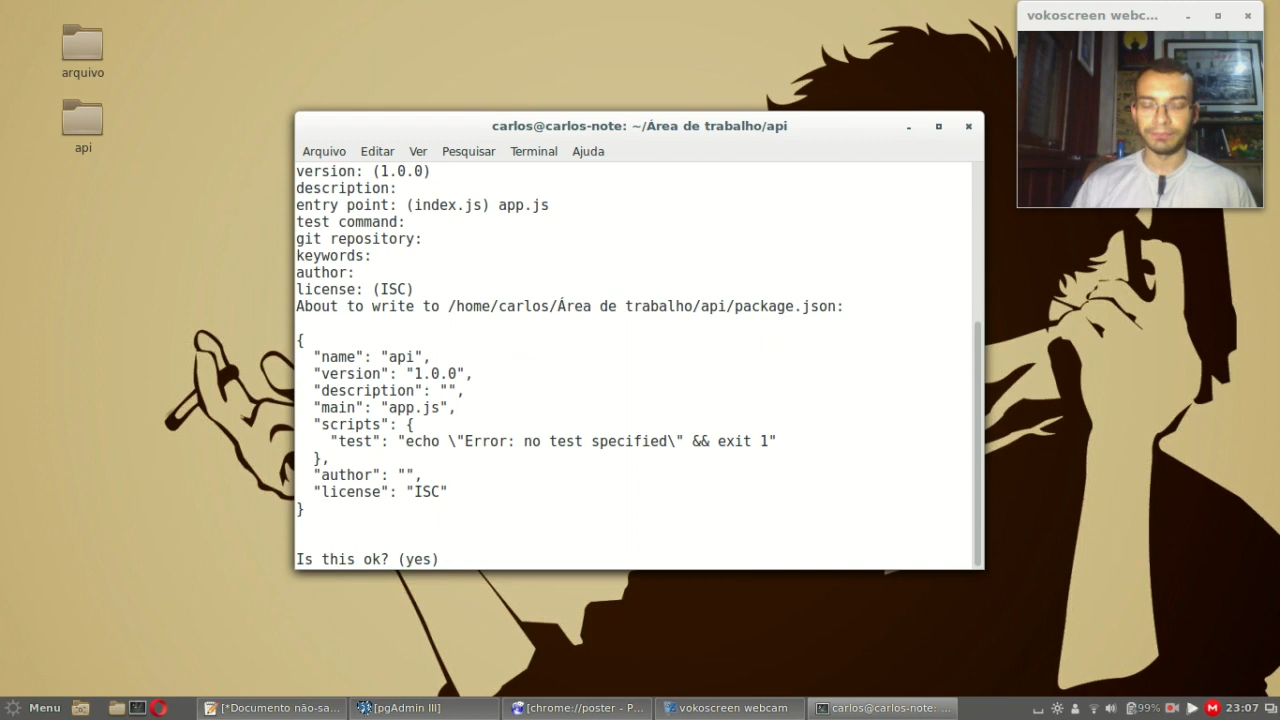 vokoscreen webc...
arquivo
api
carlos@carlos-note: ~/Área de trabalho/api
Arquivo Editar Ver Pesquisar Terminal Ajuda
version: (1.0.0)
description:
entry point: (index.js) app.js
test command:
git repository:
keywords:
author:
license: (ISC)
About to write to /home/carlos/Área de trabalho/api/package.json:
{
"name": "api",
"version": "1.0.0",
"description": "",
"main": "app.js",
"scripts": {
"test": "echo \"Error: no test specified\" && exit 1"
},
"author": "",
"license": "ISC"
}
Is this ok? (yes)
Menu [*Documento não-sa... [pgAdmin III] [chrome://poster - P... vokoscreen webcam carlos@carlos-note: ... 99% M 23:07